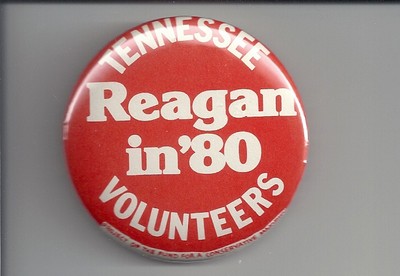 TENNESSEE
Reagan
in '80
VOLUNTEERS